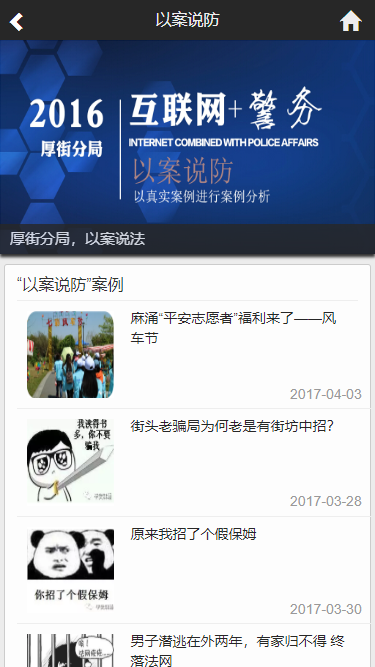 以案说防
2016
厚街分局
互联网+警务
INTERNET COMBINED WITH POLICE AFFAIRS
以案说防
以真实案例进行案例分析
厚街分局，以案说法
“以案说防”案例
麻涌“平安志愿者”福利来了——风
车节
2017-04-03
我读得书
多，你不要
骗我
街头老骗局为何老是有街坊中招?
2017-03-28
你招了个假保姆
原来我招了个假保姆
2017-03-30
男子潜逃在外两年，有家归不得 终
落法网